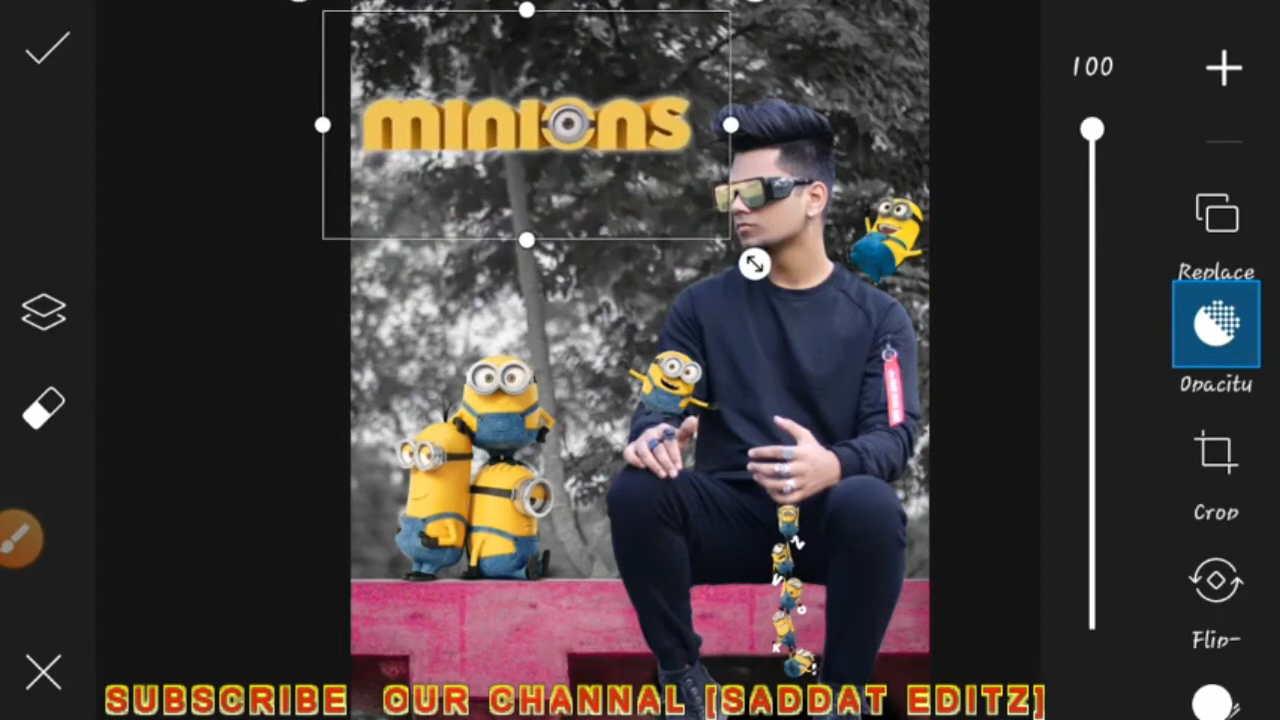 100
MINIONS
Replace
Opacity
Crop
Flip-
SUBSCRIBE OUR CHANNAL [SADDAT EDITZ]